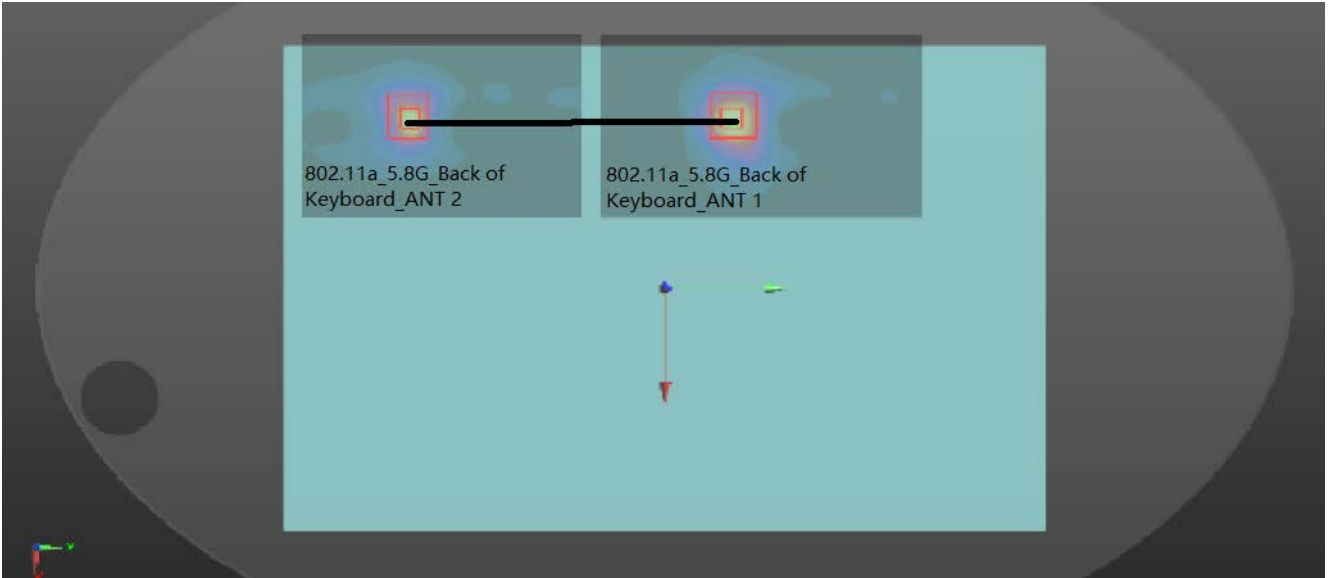 802.11a_5.8G_Back of
Keyboard_ANT 2
802.11a_5.8G_Back of
Keyboard_ANT 1
Y